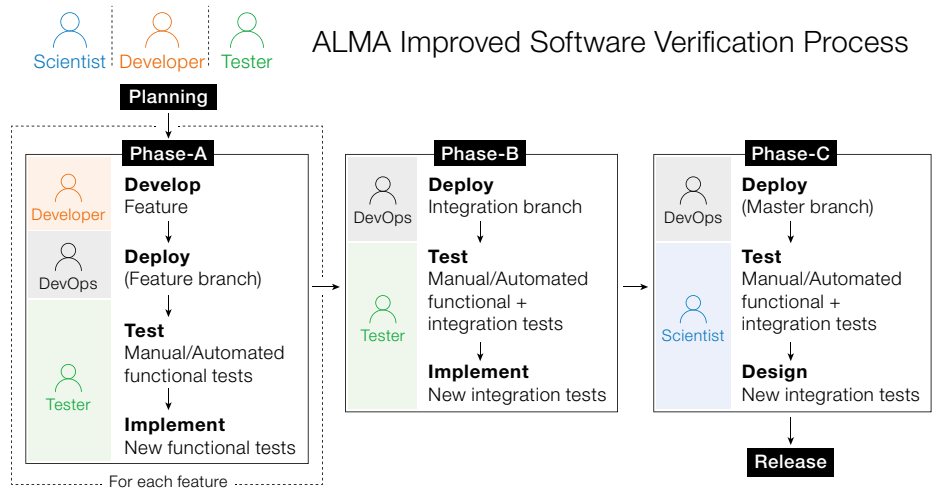 ALMA Improved Software Verification Process
Scientist
Developer
Tester
Planning
Phase-A
Developer
Develop
Feature
DevOps
Deploy
(Feature branch)
Tester
Test
Manual/Automated
functional tests
Implement
New functional tests
For each feature
Phase-B
DevOps
Deploy
Integration branch
Tester
Test
Manual/Automated
functional +
integration tests
Implement
New integration tests
Phase-C
DevOps
Deploy
(Master branch)
Scientist
Test
Manual/Automated
functional +
integration tests
Design
New integration tests
Release